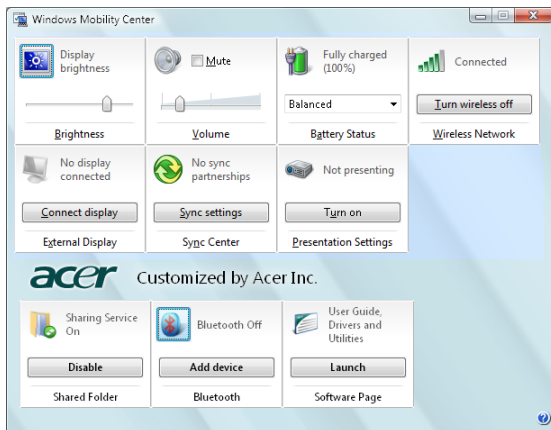 Windows Mobility Center
Display
brightness
Brightness
Mute
Volume
Fully charged
(100%)
Balanced
Battery Status
Connected
Turn wireless off
Wireless Network
No display
connected
Connect display
External Display
No sync
partnerships
Sync settings
Sync Center
Not presenting
Turn on
Presentation Settings
acer Customized by Acer Inc.
Sharing Service
On
Disable
Shared Folder
Bluetooth Off
Add device
Bluetooth
User Guide,
Drivers and
Utilities
Launch
Software Page